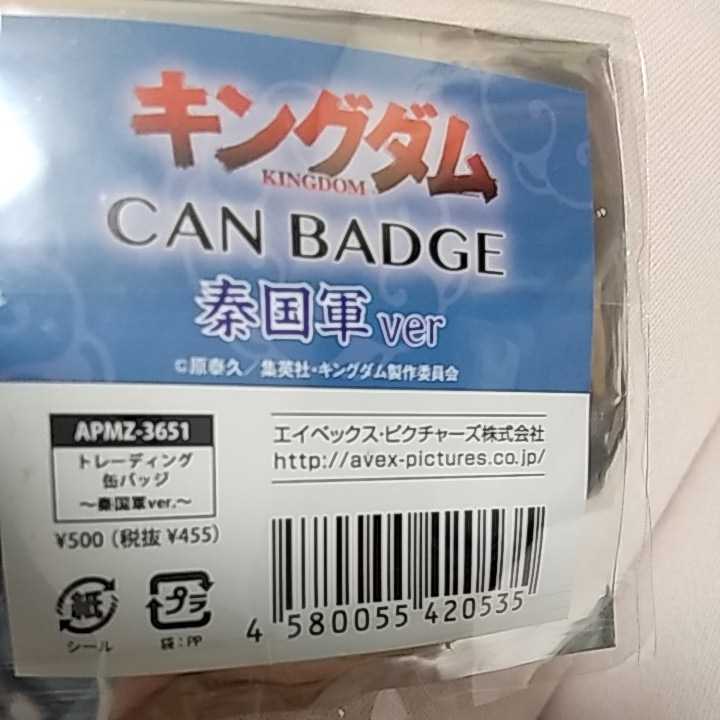 キングダム
KINGDOM
CAN BADGE
秦国軍 ver
©原泰久／集英社・キングダム製作委員会
APMZ-3651
トレーディング
缶バッジ
～秦国軍ver.～
¥500（税抜 ¥455）
エイベックス・ピクチャーズ株式会社
http://avex-pictures.co.jp/
紙
シール
プラ
袋：PP
4 580055 420535